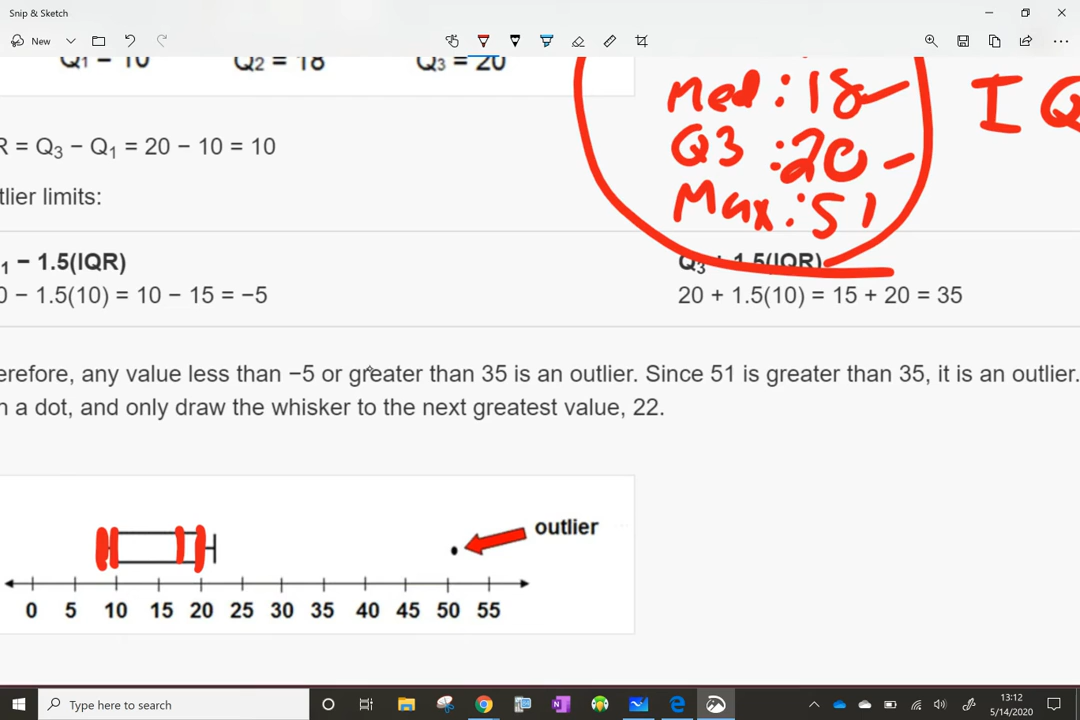 Snip & Sketch
New
Q1 = 10 Q2 = 18 Q3 = 20
Med: 18
IQ
R = Q3 − Q1 = 20 − 10 = 10
Q3 : 20
tlier limits:
Max: 51
1 − 1.5(IQR) Q3 + 1.5(IQR)
0 − 1.5(10) = 10 − 15 = −5 20 + 1.5(10) = 15 + 20 = 35
erefore, any value less than −5 or greater than 35 is an outlier. Since 51 is greater than 35, it is an outlier.
n a dot, and only draw the whisker to the next greatest value, 22.
outlier
0 5 10 15 20 25 30 35 40 45 50 55
Type here to search
13:12
5/14/2020